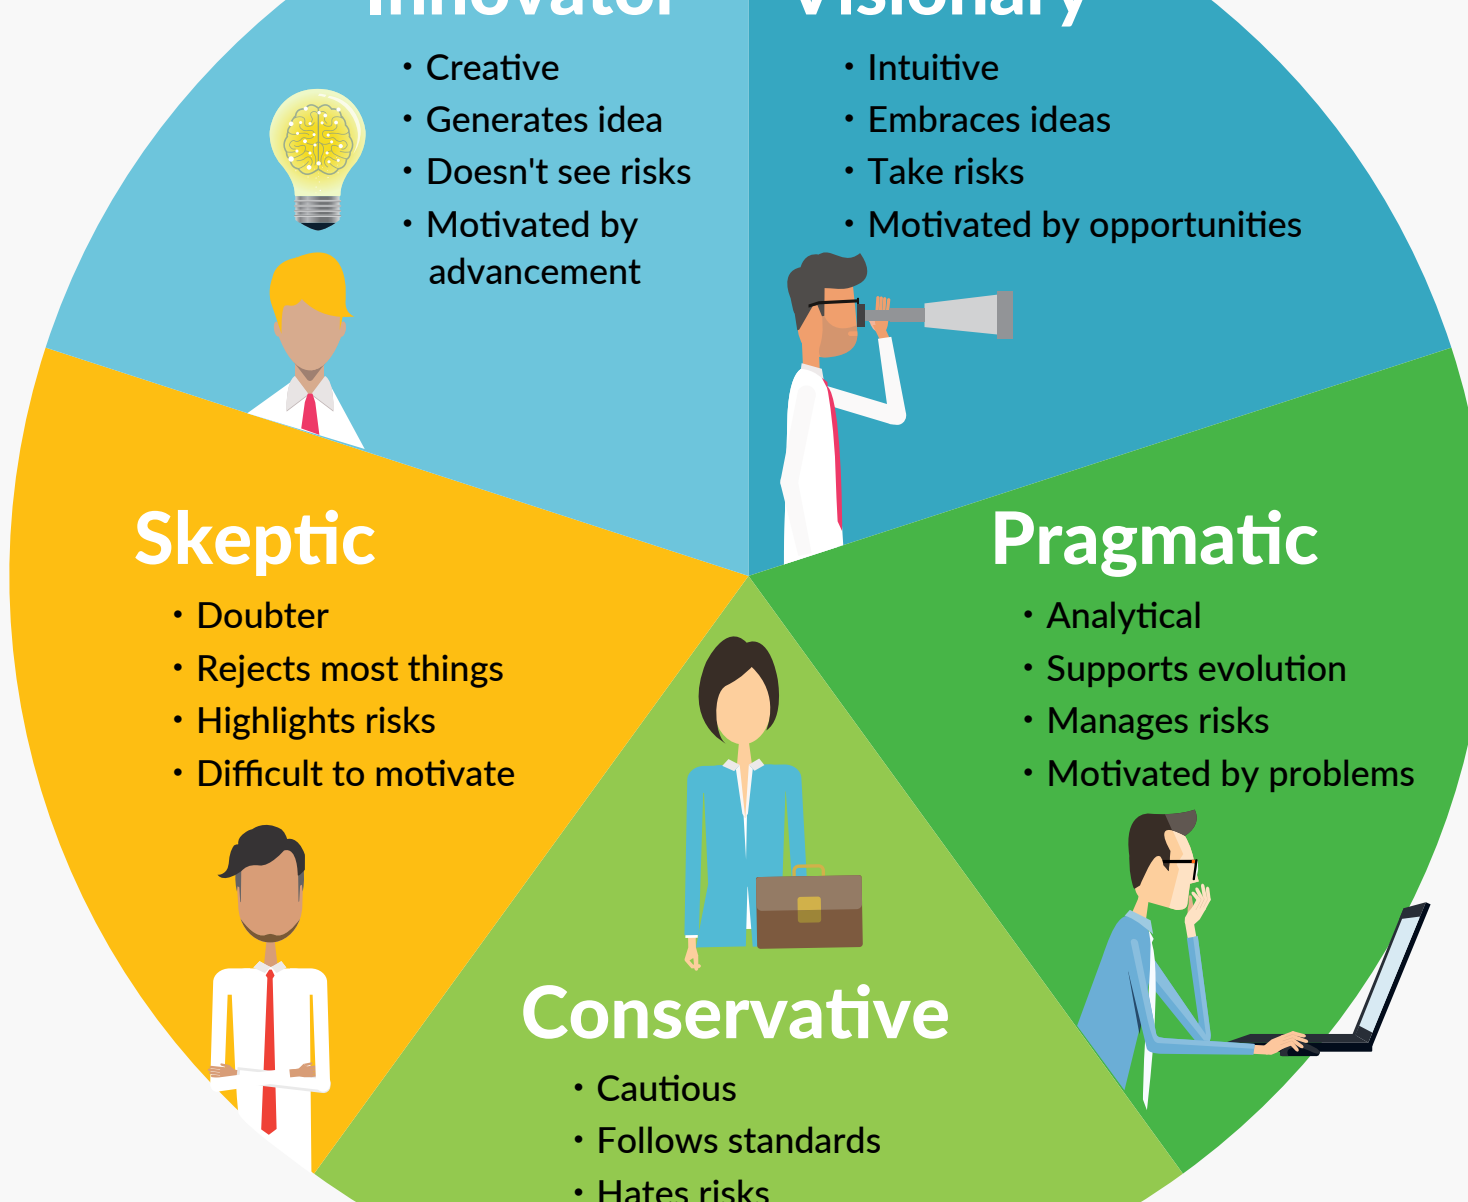 Innovator
• Creative
• Generates idea
• Doesn't see risks
• Motivated by
advancement
Visionary
• Intuitive
• Embraces ideas
• Take risks
• Motivated by opportunities
Skeptic
• Doubter
• Rejects most things
• Highlights risks
• Difficult to motivate
Pragmatic
• Analytical
• Supports evolution
• Manages risks
• Motivated by problems
Conservative
• Cautious
• Follows standards
• Hates risks